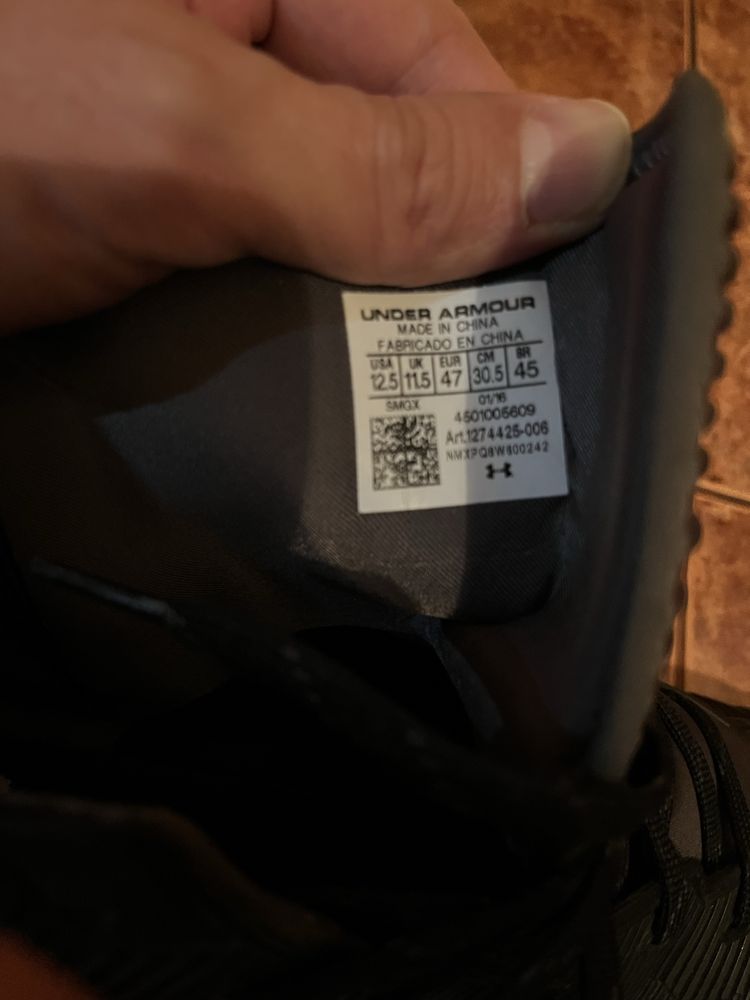 UNDER ARMOUR
MADE IN CHINA
FABRICADO EN CHINA
USA UK EUR CM BR
12.5 11.5 47 30.5 45
SMGX 01/16
4501005609
Art.1274425-006
NMXPQ8W800242